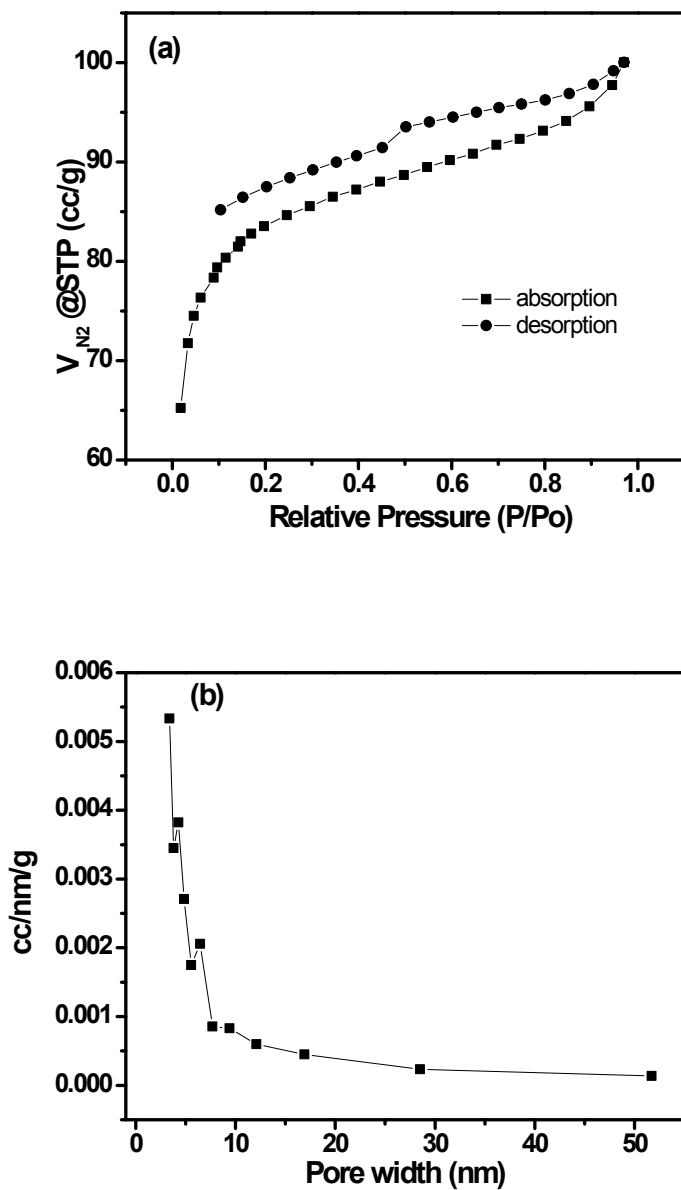 (a)
100
90
80
70
60
V_N2 @STP (cc/g)
absorption
desorption
0.0 0.2 0.4 0.6 0.8 1.0
Relative Pressure (P/Po)
(b)
0.006
0.005
0.004
0.003
0.002
0.001
0.000
cc/nm/g
0 10 20 30 40 50
Pore width (nm)